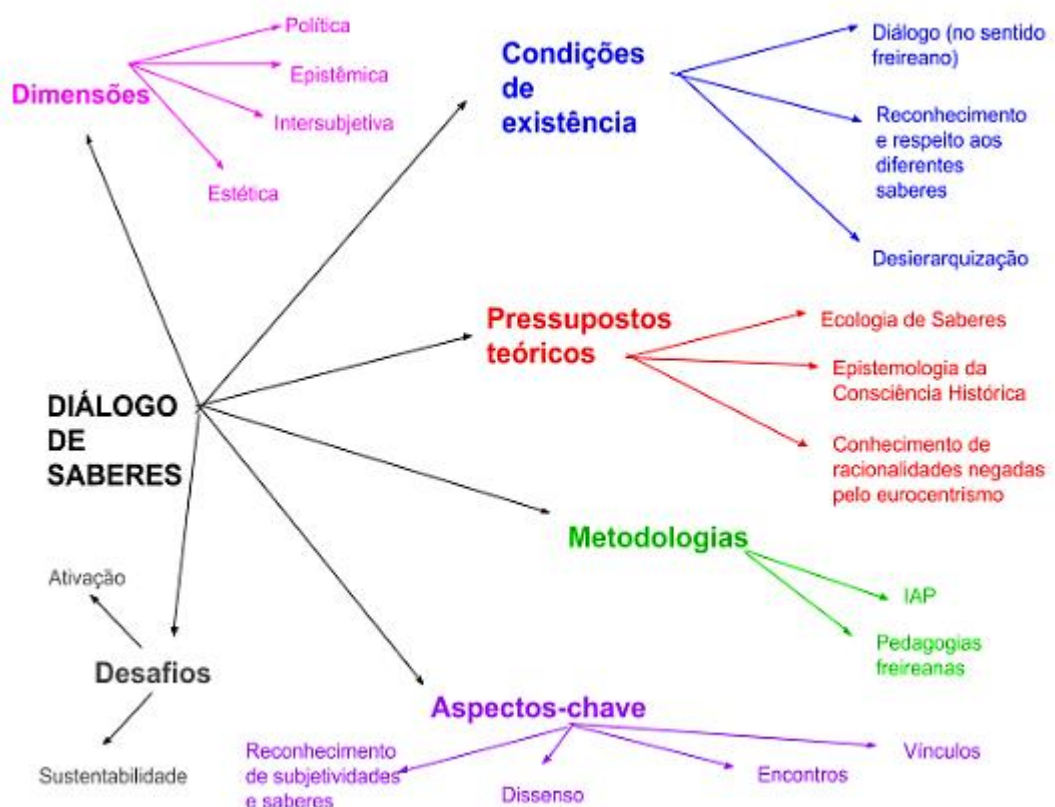 Dimensões
Política
Epistêmica
Intersubjetiva
Estética
Condições
de
existência
Diálogo (no sentido
freireano)
Reconhecimento
e respeito aos
diferentes
saberes
Desierarquização
Pressupostos
teóricos
Ecologia de Saberes
Epistemologia da
Consciência Histórica
Conhecimento de
racionalidades negadas
pelo eurocentrismo
DIÁLOGO
DE
SABERES
Metodologias
IAP
Pedagogias
freireanas
Ativação
Desafios
Sustentabilidade
Aspectos-chave
Reconhecimento
de subjetividades
e saberes
Dissenso
Encontros
Vínculos